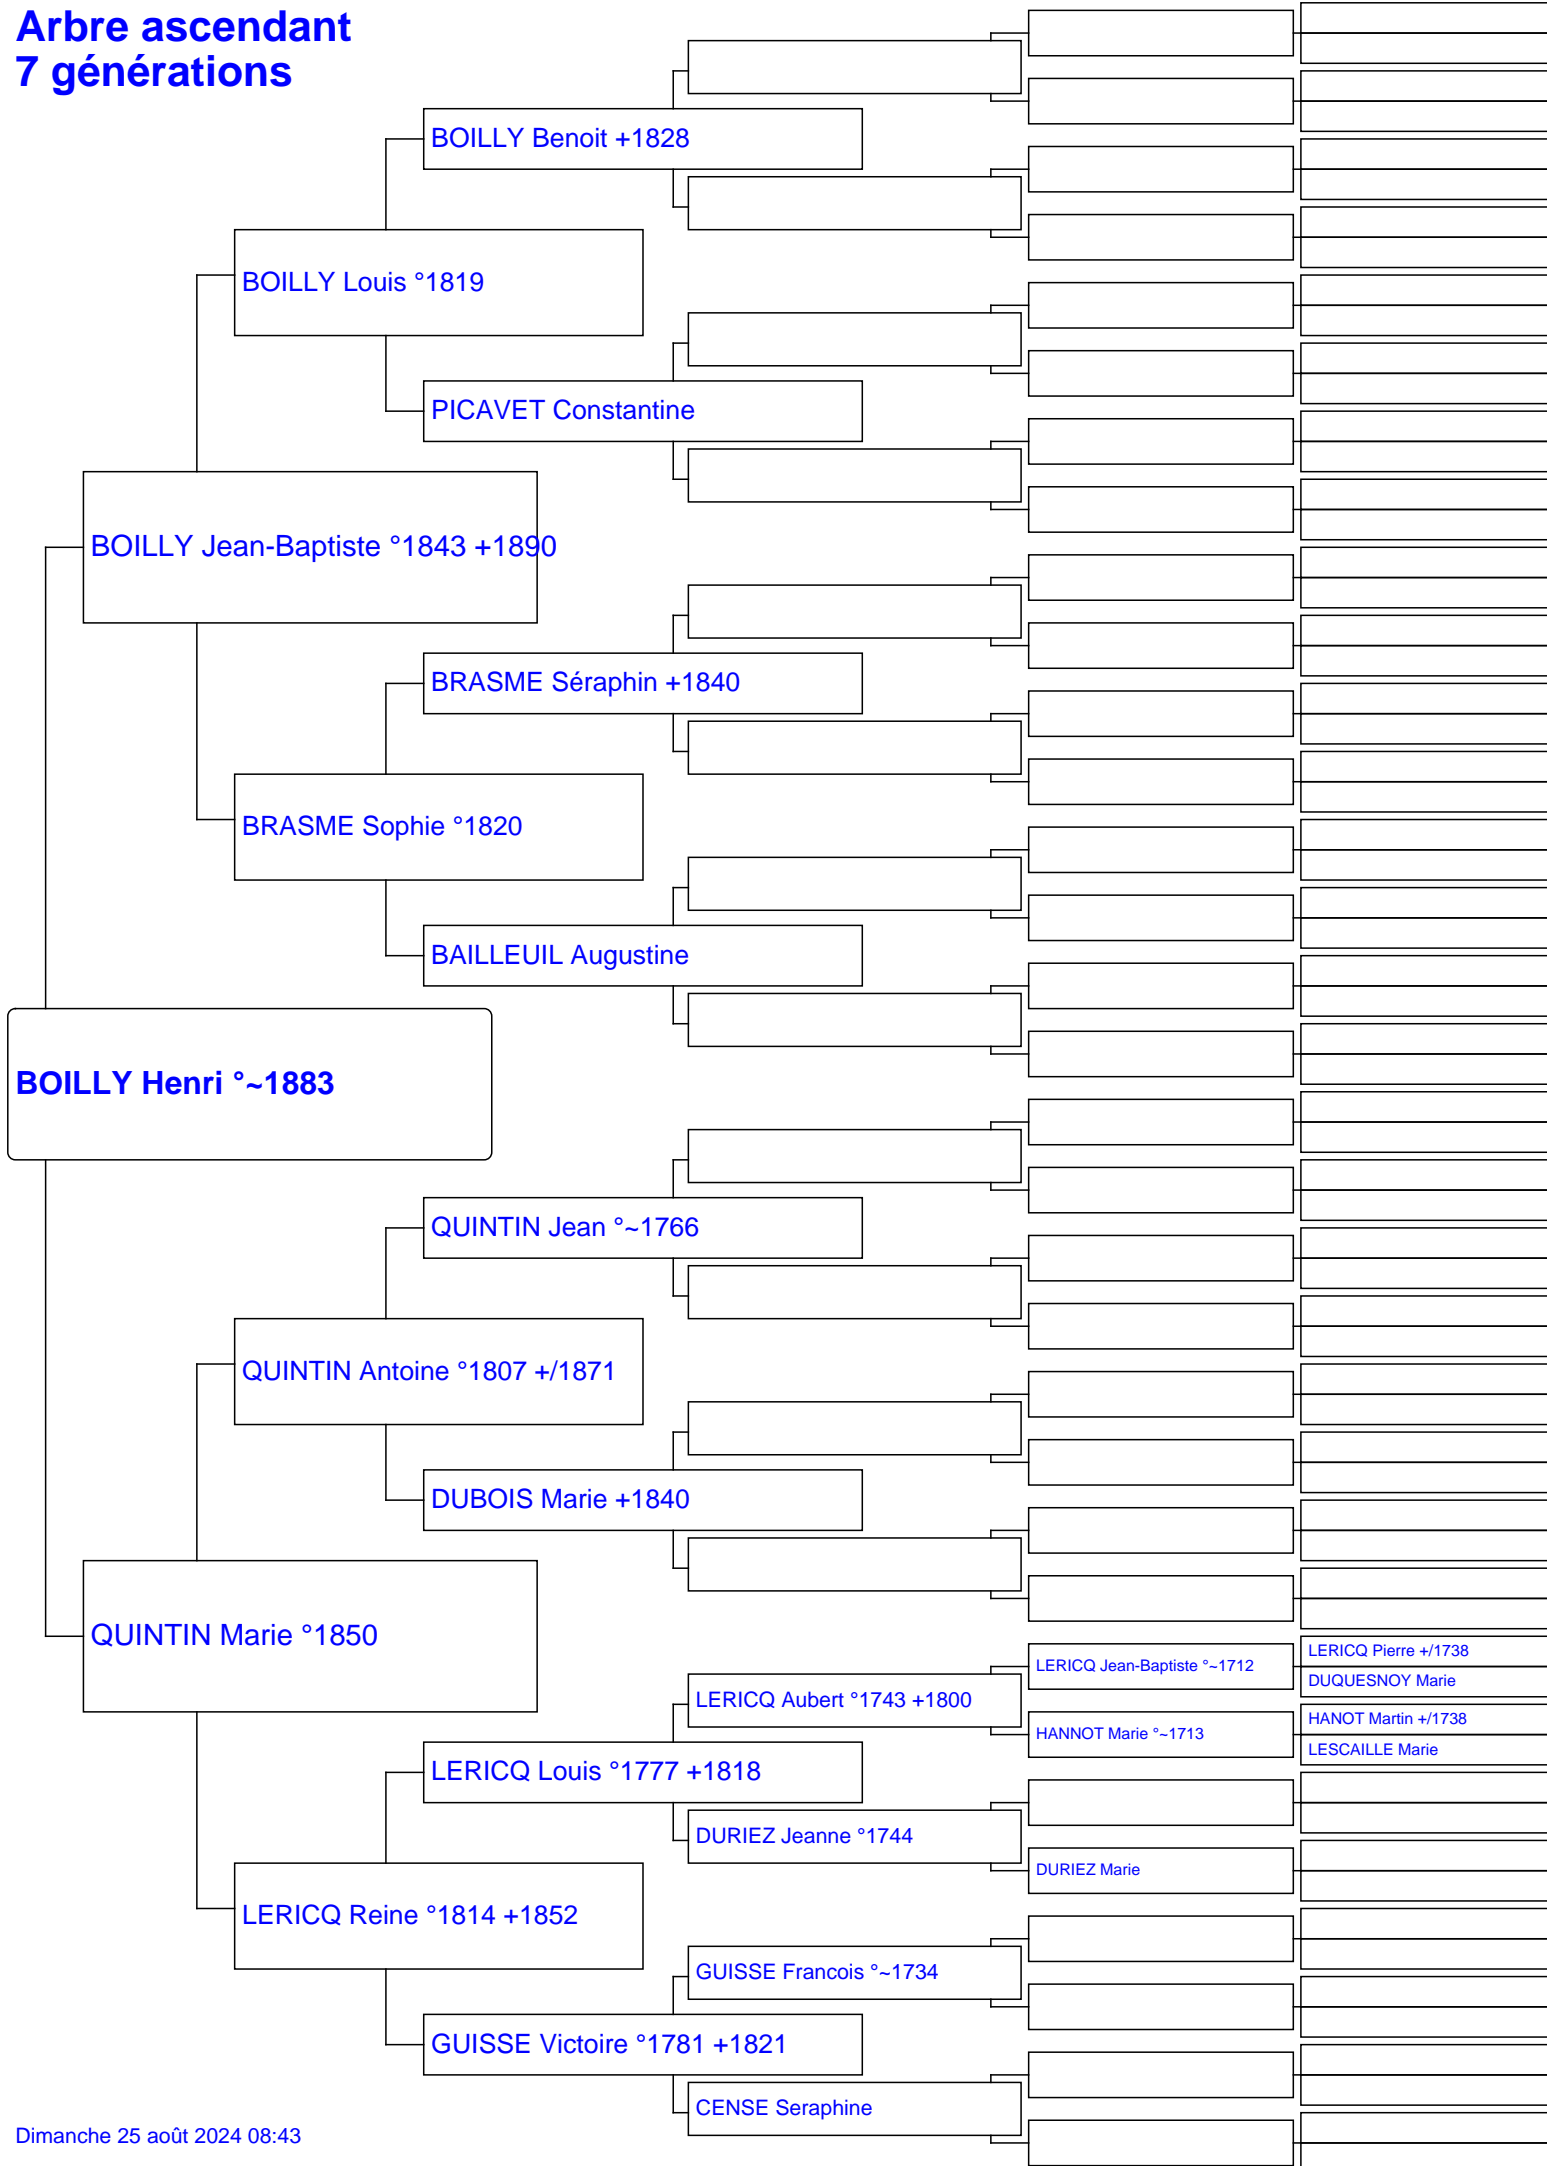 Arbre ascendant
7 générations
BOILLY Benoit +1828
BOILLY Louis °1819
PICAVET Constantine
BOILLY Jean-Baptiste °1843 +1890
BRASME Séraphin +1840
BRASME Sophie °1820
BAILLEUIL Augustine
BOILLY Henri °~1883
QUINTIN Jean °~1766
QUINTIN Antoine °1807 +/1871
DUBOIS Marie +1840
QUINTIN Marie °1850
LERICQ Pierre +/1738
LERICQ Jean-Baptiste °~1712
DUQUESNOY Marie
LERICQ Aubert °1743 +1800
HANOT Martin +/1738
HANNOT Marie °~1713
LESCAILLE Marie
LERICQ Louis °1777 +1818
DURIEZ Jeanne °1744
DURIEZ Marie
LERICQ Reine °1814 +1852
GUISSE Francois °~1734
GUISSE Victoire °1781 +1821
CENSE Seraphine
Dimanche 25 août 2024 08:43